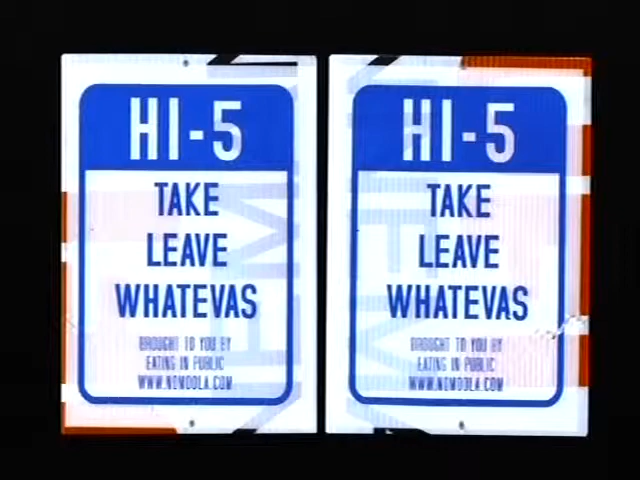 HI-5
TAKE
LEAVE
WHATEVAS
BROUGHT TO YOU BY
EATING IN PUBLIC
WWW.NOMOOLA.COM
HI-5
TAKE
LEAVE
WHATEVAS
BROUGHT TO YOU BY
EATING IN PUBLIC
WWW.NOMOOLA.COM